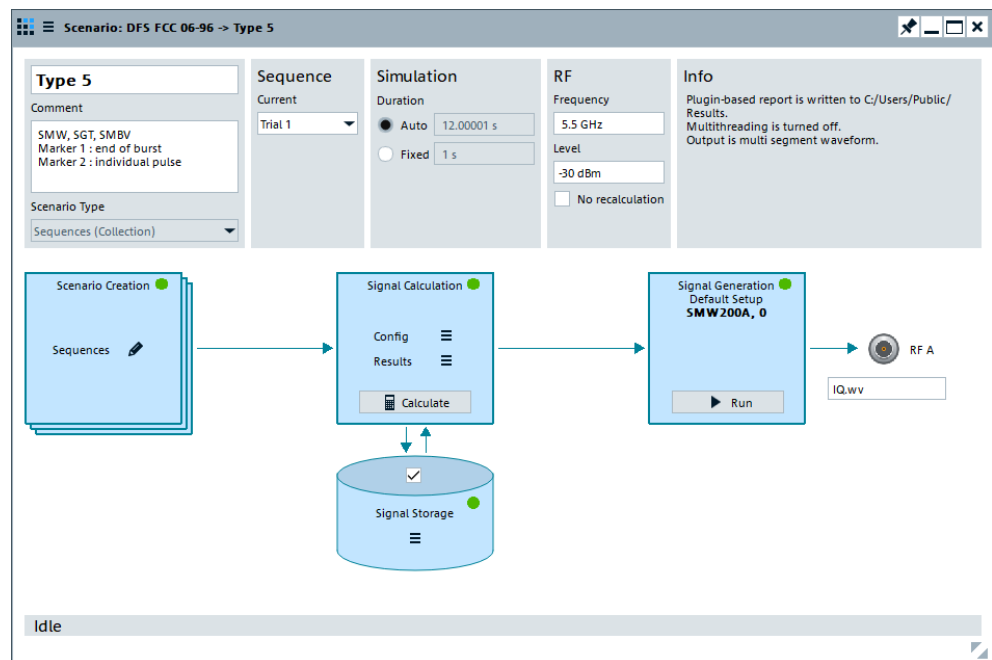 Scenario: DFS FCC 06-96 -> Type 5
Type 5
Comment
SMW, SGT, SMBV
Marker 1 : end of burst
Marker 2 : individual pulse
Scenario Type
Sequences (Collection)
Sequence
Current
Trial 1
Simulation
Duration
Auto 12.00001 s
Fixed 1 s
RF
Frequency
5.5 GHz
Level
-30 dBm
No recalculation
Info
Plugin-based report is written to C:/Users/Public/
Results.
Multithreading is turned off.
Output is multi segment waveform.
Scenario Creation
Sequences
Signal Calculation
Config
Results
Calculate
Signal Storage
Signal Generation
Default Setup
SMW200A, 0
Run
RF A
IQ.wv
Idle